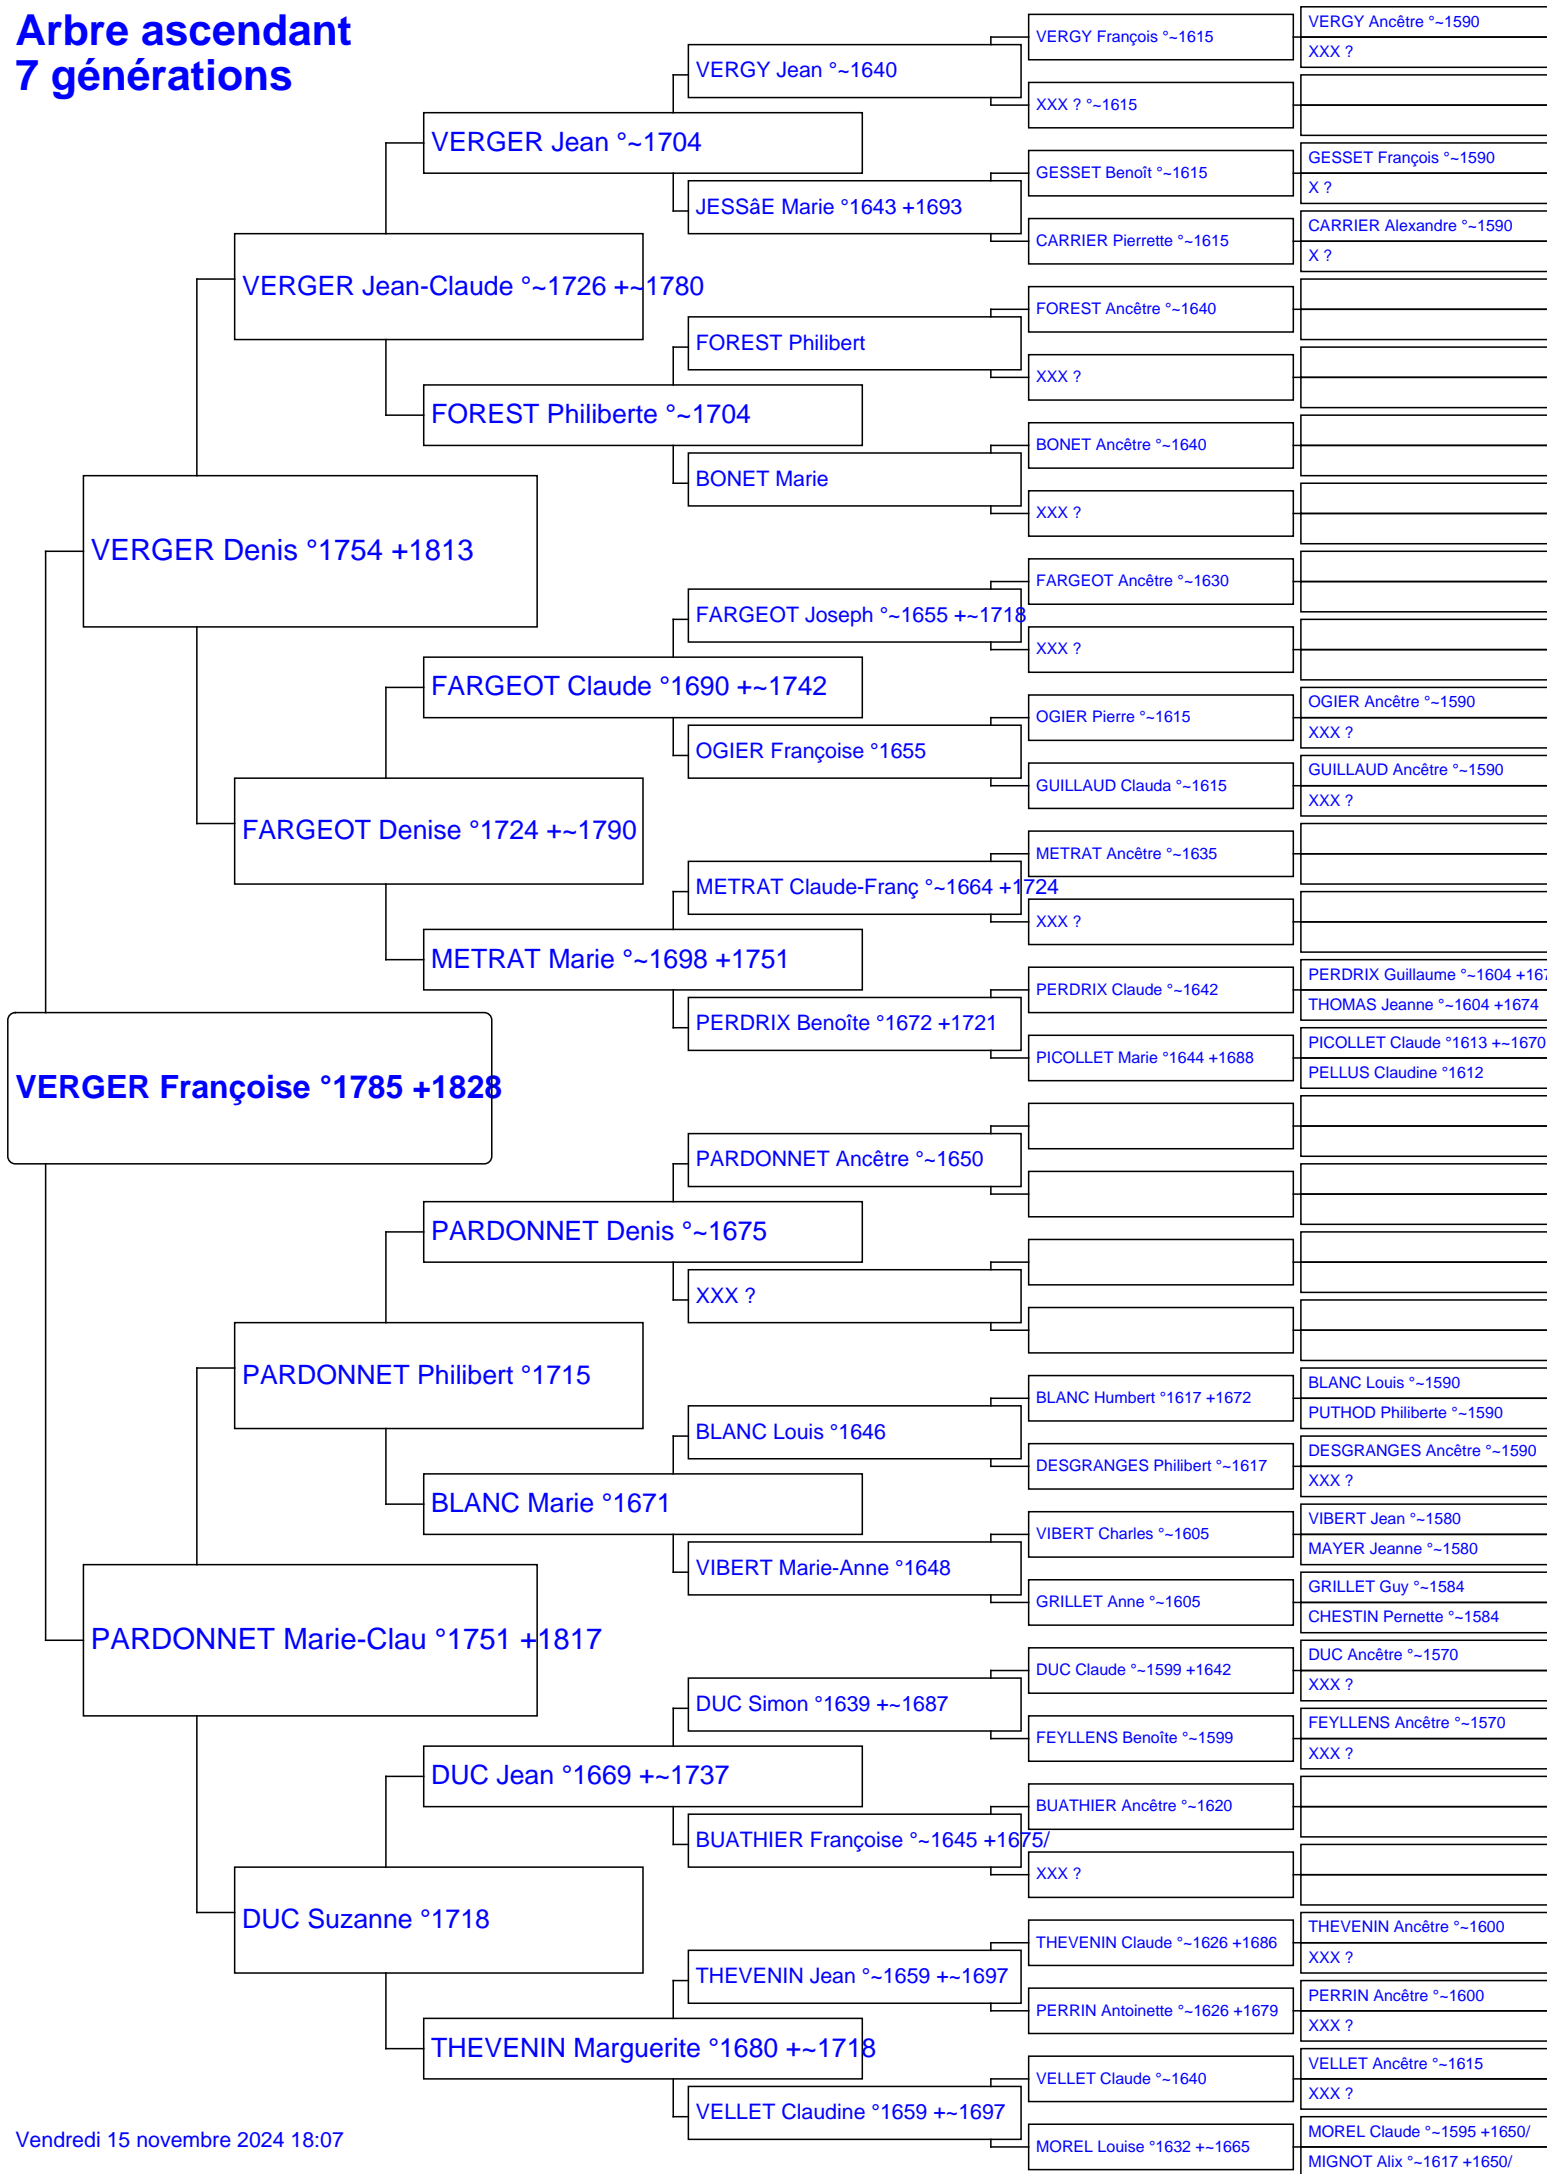 Arbre ascendant
7 générations
VERGER Françoise °1785 +1828
VERGER Denis °1754 +1813
PARDONNET Marie-Clau °1751 +1817
VERGER Jean-Claude °~1726 +~1780
FARGEOT Denise °1724 +~1790
PARDONNET Philibert °1715
DUC Suzanne °1718
VERGER Jean °~1704
FOREST Philiberte °~1704
FARGEOT Claude °1690 +~1742
METRAT Marie °~1698 +1751
PARDONNET Denis °~1675
BLANC Marie °1671
DUC Jean °1669 +~1737
THEVENIN Marguerite °1680 +~1718
VERGY Jean °~1640
JESSâE Marie °1643 +1693
FOREST Philibert
BONET Marie
FARGEOT Joseph °~1655 +~1718
OGIER Françoise °1655
METRAT Claude-Franç °~1664 +1724
PERDRIX Benoîte °1672 +1721
PARDONNET Ancêtre °~1650
XXX ?
BLANC Louis °1646
VIBERT Marie-Anne °1648
DUC Simon °1639 +~1687
BUATHIER Françoise °~1645 +1675/
THEVENIN Jean °~1659 +~1697
VELLET Claudine °1659 +~1697
VERGY François °~1615
XXX ? °~1615
GESSET Benoît °~1615
CARRIER Pierrette °~1615
FOREST Ancêtre °~1640
XXX ?
BONET Ancêtre °~1640
XXX ?
FARGEOT Ancêtre °~1630
XXX ?
OGIER Pierre °~1615
GUILLAUD Clauda °~1615
METRAT Ancêtre °~1635
XXX ?
PERDRIX Claude °~1642
PICOLLET Marie °1644 +1688
BLANC Humbert °1617 +1672
DESGRANGES Philibert °~1617
VIBERT Charles °~1605
GRILLET Anne °~1605
DUC Claude °~1599 +1642
FEYLLENS Benoîte °~1599
BUATHIER Ancêtre °~1620
XXX ?
THEVENIN Claude °~1626 +1686
PERRIN Antoinette °~1626 +1679
VELLET Claude °~1640
MOREL Louise °1632 +~1665
VERGY Ancêtre °~1590
XXX ?
GESSET François °~1590
X ?
CARRIER Alexandre °~1590
X ?
OGIER Ancêtre °~1590
XXX ?
GUILLAUD Ancêtre °~1590
XXX ?
PERDRIX Guillaume °~1604 +167
THOMAS Jeanne °~1604 +1674
PICOLLET Claude °1613 +~1670
PELLUS Claudine °1612
BLANC Louis °~1590
PUTHOD Philiberte °~1590
DESGRANGES Ancêtre °~1590
XXX ?
VIBERT Jean °~1580
MAYER Jeanne °~1580
GRILLET Guy °~1584
CHESTIN Pernette °~1584
DUC Ancêtre °~1570
XXX ?
FEYLLENS Ancêtre °~1570
XXX ?
THEVENIN Ancêtre °~1600
XXX ?
PERRIN Ancêtre °~1600
XXX ?
VELLET Ancêtre °~1615
XXX ?
MOREL Claude °~1595 +1650/
MIGNOT Alix °~1617 +1650/
Vendredi 15 novembre 2024 18:07